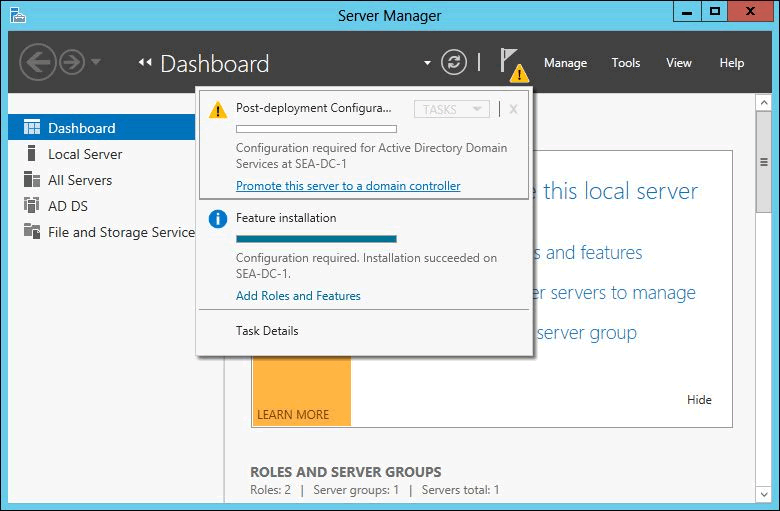 Server Manager
Dashboard
Manage Tools View Help
Dashboard
Local Server
All Servers
AD DS
File and Storage Service
Post-deployment Configura... TASKS X
Configuration required for Active Directory Domain
Services at SEA-DC-1
Promote this server to a domain controller
Feature installation
Configuration required. Installation succeeded on
SEA-DC-1.
Add Roles and Features
Task Details
this local server
and features
servers to manage
server group
LEARN MORE
Hide
ROLES AND SERVER GROUPS
Roles: 2 | Server groups: 1 | Servers total: 1